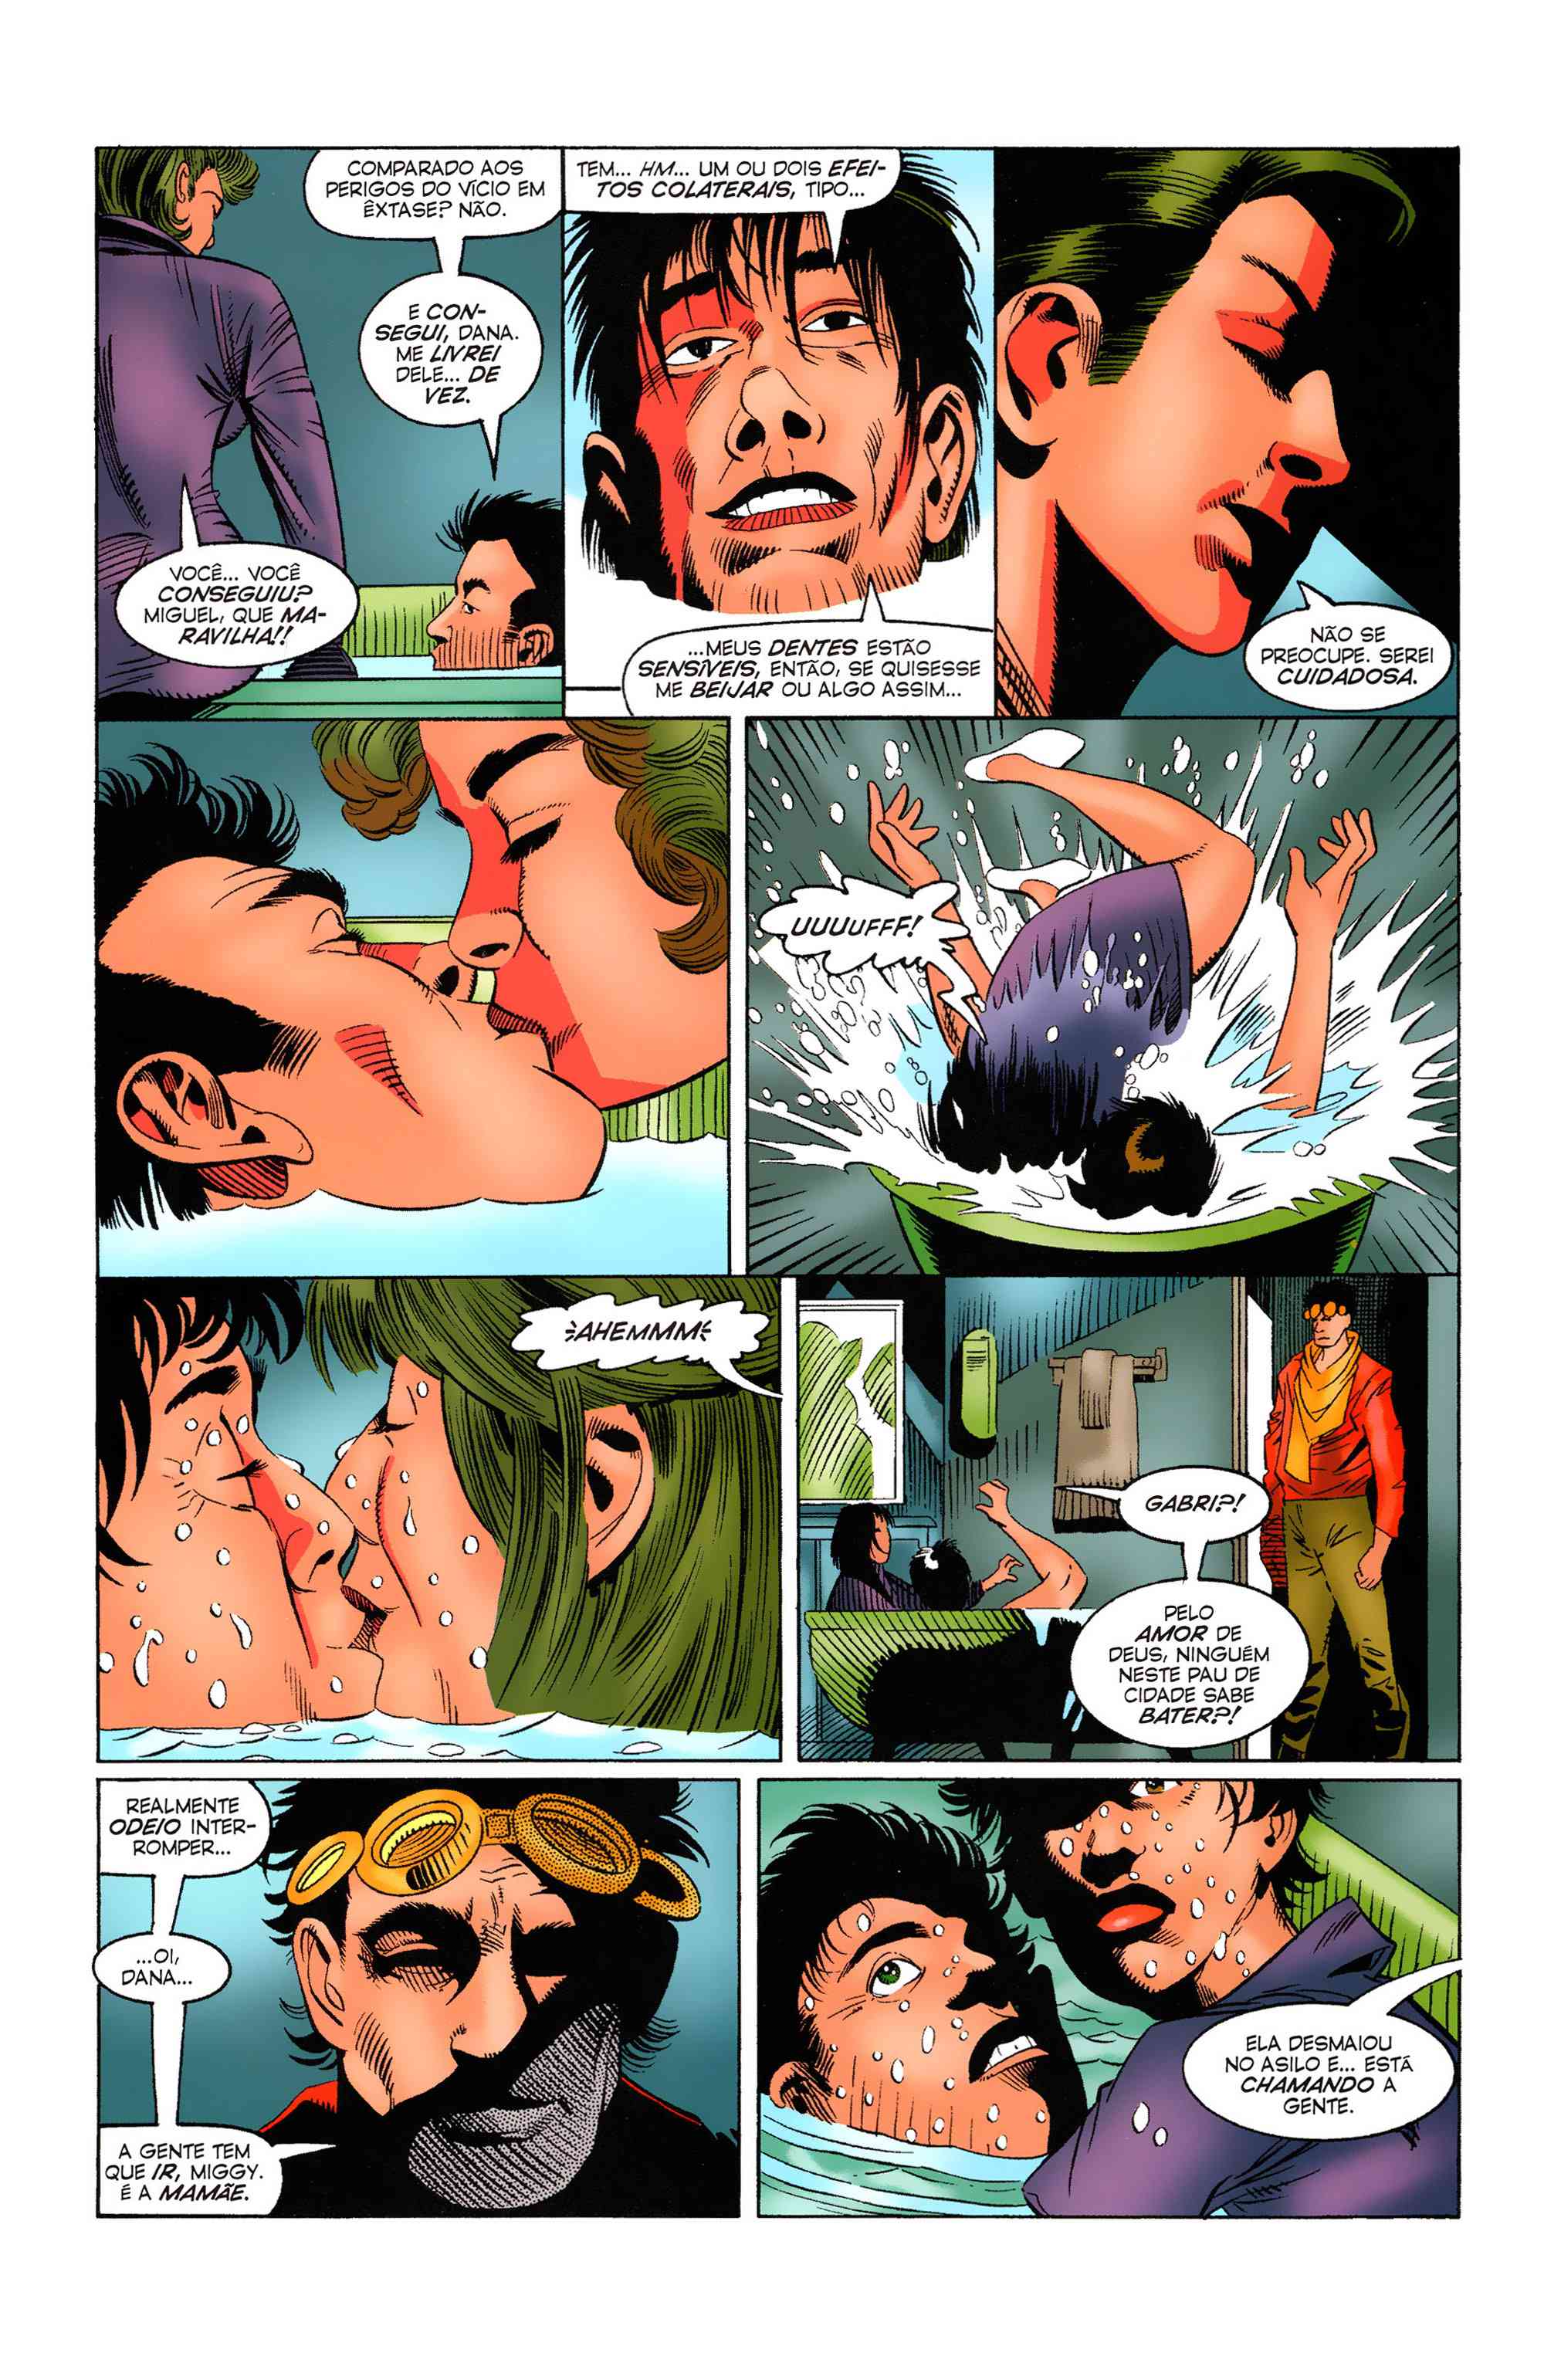 COMPARADO AOS
PERIGOS DO VÍCIO EM
ÊXTASE? NÃO.
E CON-
SEGUI, DANA.
ME LIVREI
DELE... DE
VEZ.
VOCÊ... VOCÊ
CONSEGUIU?
MIGUEL, QUE MA-
RAVILHA!!
TEM... HM... UM OU DOIS EFEI-
TOS COLATERAIS, TIPO...
...MEUS DENTES ESTÃO
SENSÍVEIS, ENTÃO, SE QUISESSE
ME BEIJAR OU ALGO ASSIM...
NÃO SE
PREOCUPE. SEREI
CUIDADOSA.
UUUUFFF!
AHEMMM
GABRI?!
PELO
AMOR DE
DEUS, NINGUÉM
NESTE PAU DE
CIDADE SABE
BATER?!
REALMENTE
ODEIO INTER-
ROMPER...
...OI,
DANA...
A GENTE TEM
QUE IR, MIGGY.
É A MAMÃE.
ELA DESMAIOU
NO ASILO E... ESTÁ
CHAMANDO A
GENTE.